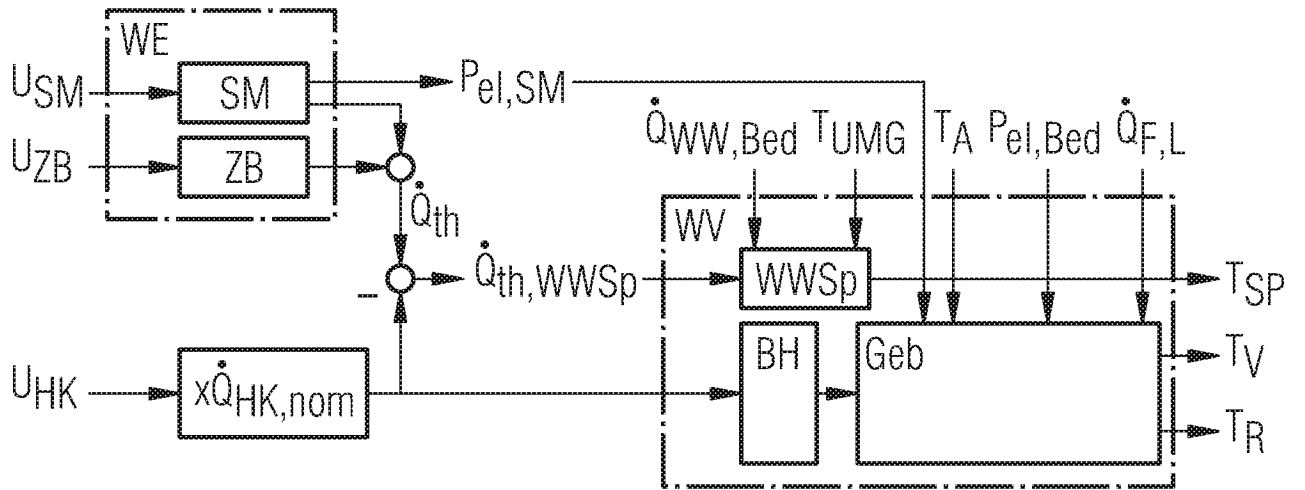 WE
U_SM
SM
P_el,SM
Q̇_WW,Bed
T_UMG
T_A
P_el,Bed
Q̇_F,L
U_ZB
ZB
Q̇_th
WV
–
Q̇_th,WWSp
WWSp
T_SP
BH
Geb
T_V
U_HK
xQ̇_HK,nom
T_R